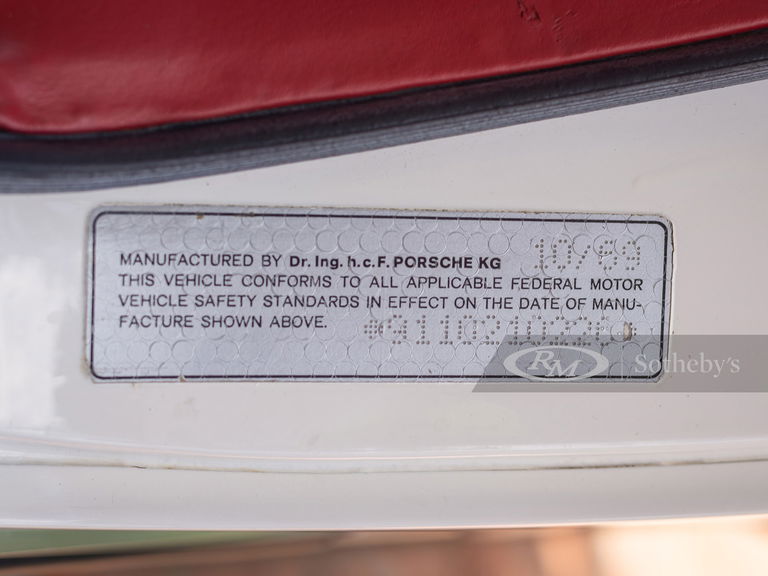 MANUFACTURED BY Dr. Ing. h. c. F. PORSCHE KG 10/69
THIS VEHICLE CONFORMS TO ALL APPLICABLE FEDERAL MOTOR
VEHICLE SAFETY STANDARDS IN EFFECT ON THE DATE OF MANU-
FACTURE SHOWN ABOVE.
RM Sotheby's